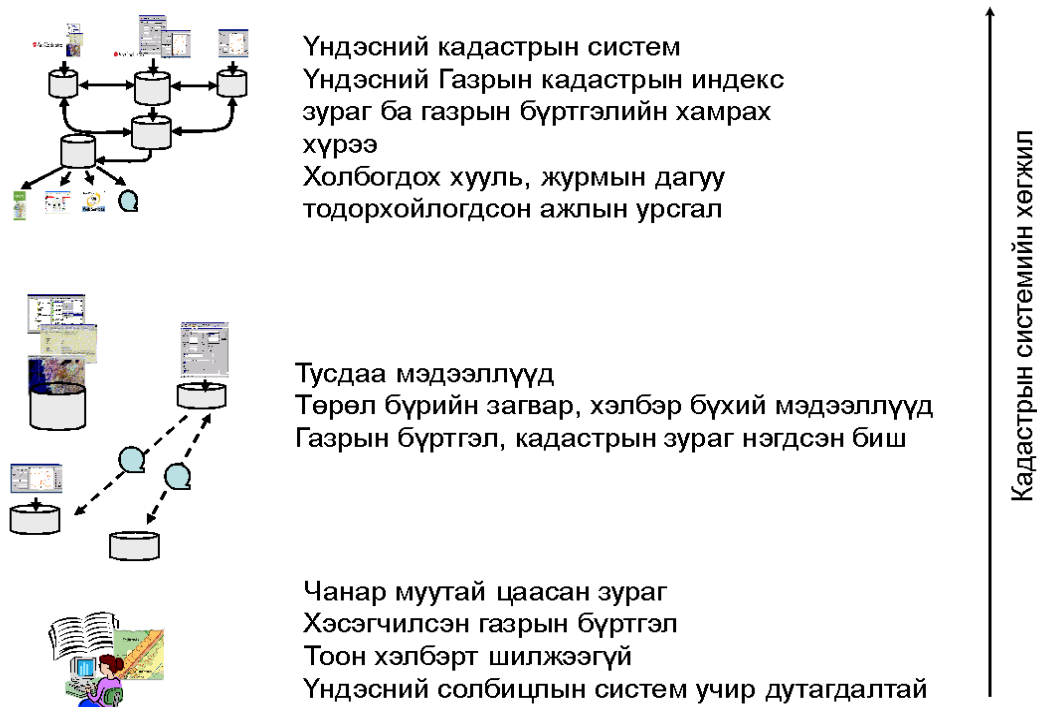 Үндэсний кадастрын систем
Үндэсний Газрын кадастрын индекс
зураг ба газрын бүртгэлийн хамрах
хүрээ
Холбогдох хууль, журмын дагуу
тодорхойлогдсон ажлын урсгал
Тусдаа мэдээллүүд
Төрөл бүрийн загвар, хэлбэр бүхий мэдээллүүд
Газрын бүртгэл, кадастрын зураг нэгдсэн биш
Чанар муутай цаасан зураг
Хэсэгчилсэн газрын бүртгэл
Тоон хэлбэрт шилжээгүй
Үндэсний солбицлын систем учир дутагдалтай
Кадастрын системийн хөгжил